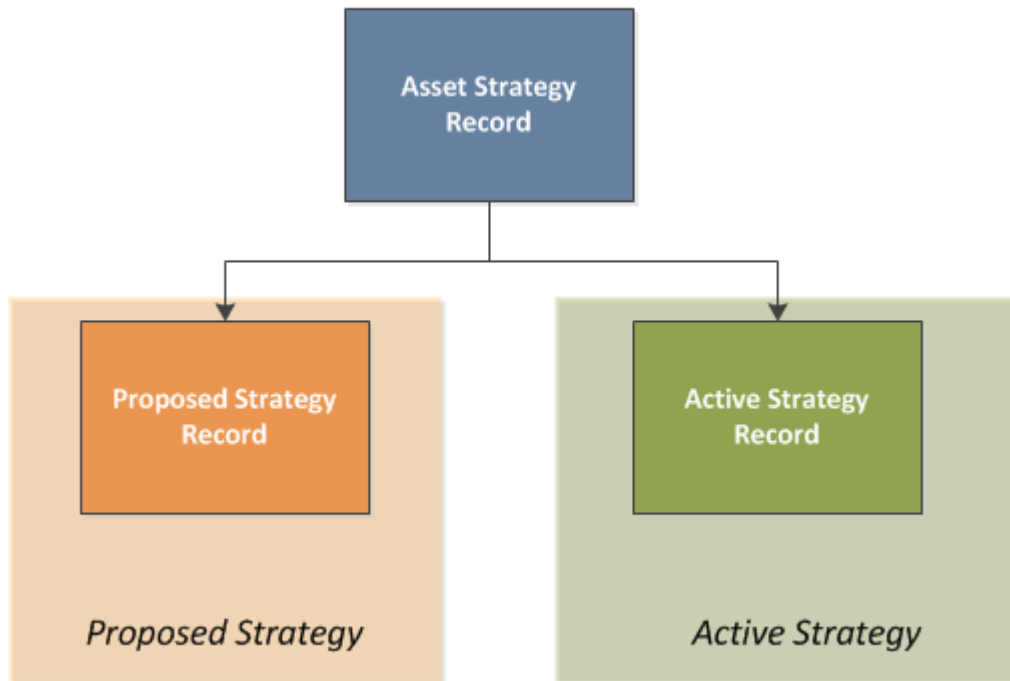 Asset Strategy
Record
Proposed Strategy
Record
Active Strategy
Record
Proposed Strategy
Active Strategy